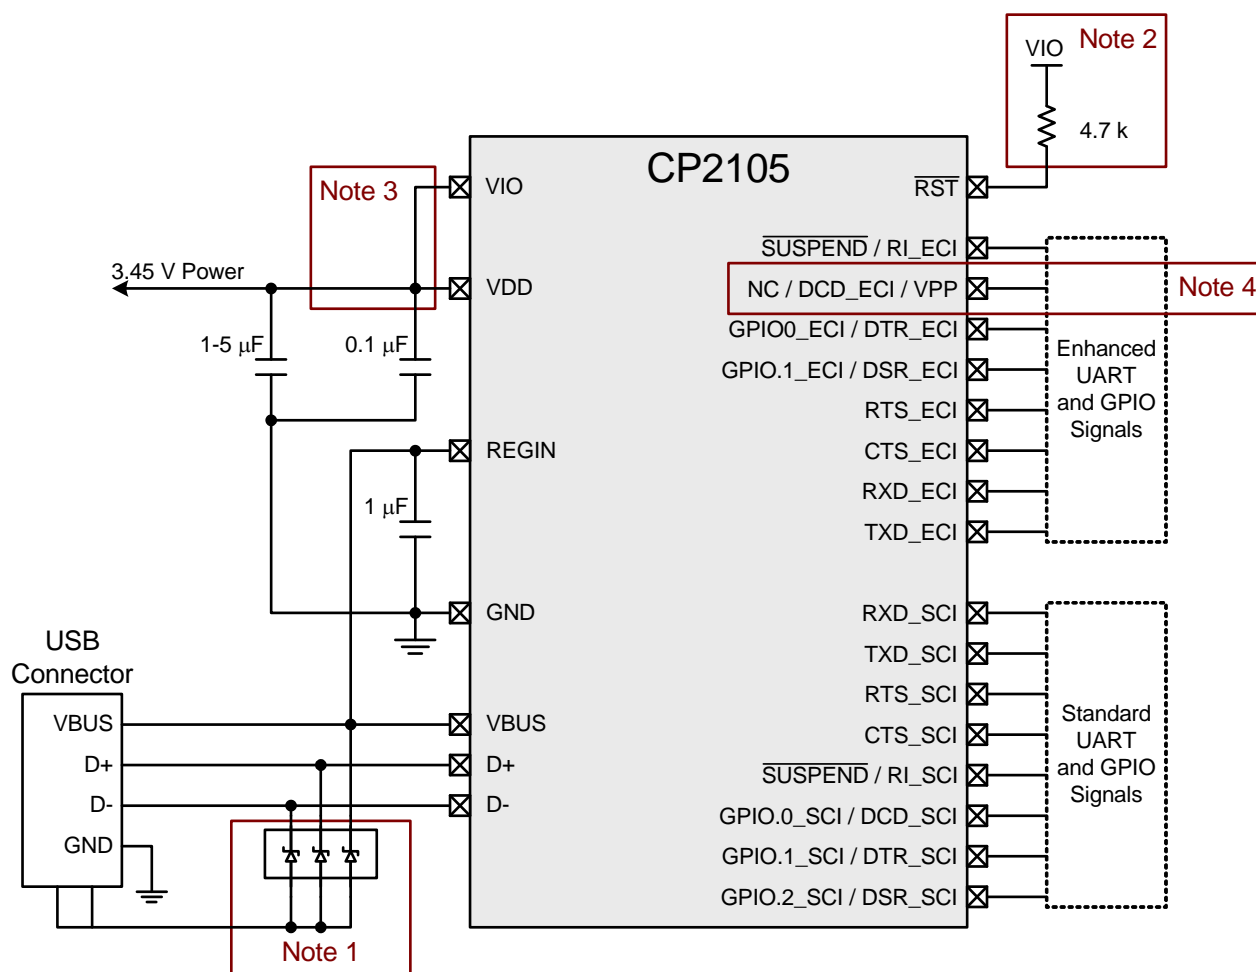 Note 2
VIO
4.7 k
CP2105
Note 3
VIO
RST
SUSPEND / RI_ECI
3.45 V Power
VDD
NC / DCD_ECI / VPP
Note 4
GPIO0_ECI / DTR_ECI
1-5 μF
0.1 μF
GPIO.1_ECI / DSR_ECI
Enhanced
UART
and GPIO
Signals
RTS_ECI
REGIN
CTS_ECI
1 μF
RXD_ECI
TXD_ECI
GND
RXD_SCI
USB
Connector
TXD_SCI
RTS_SCI
VBUS
VBUS
CTS_SCI
Standard
UART
and GPIO
Signals
D+
D+
SUSPEND / RI_SCI
D-
D-
GPIO.0_SCI / DCD_SCI
GND
GPIO.1_SCI / DTR_SCI
GPIO.2_SCI / DSR_SCI
Note 1